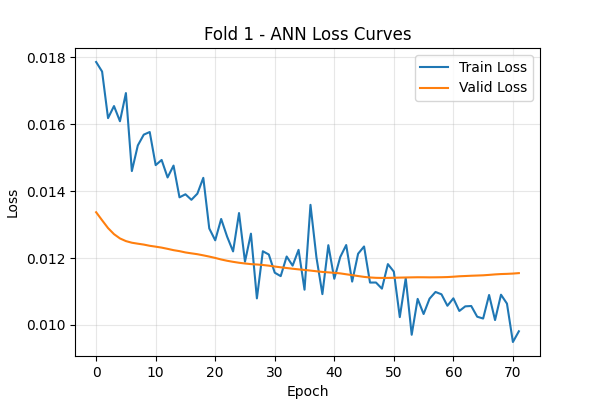 Fold 1 - ANN Loss Curves
Train Loss
Valid Loss
Loss
0.018
0.016
0.014
0.012
0.010
0 10 20 30 40 50 60 70
Epoch